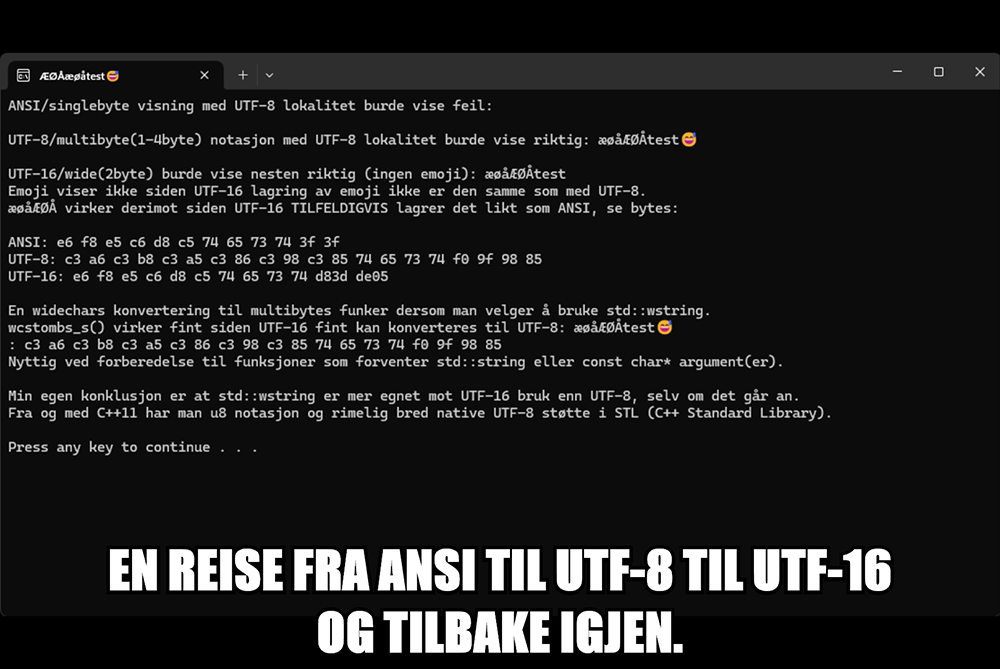 ÆØÅæøåtest😅
ANSI/singlebyte visning med UTF-8 lokalitet burde vise feil:
UTF-8/multibyte(1-4byte) notasjon med UTF-8 lokalitet burde vise riktig: æøåÆØÅtest😅
UTF-16/wide(2byte) burde vise nesten riktig (ingen emoji): æøåÆØÅtest
Emoji viser ikke siden UTF-16 lagring av emoji ikke er den samme som med UTF-8.
æøåÆØÅ virker derimot siden UTF-16 TILFELDIGVIS lagrer det likt som ANSI, se bytes:
ANSI: e6 f8 e5 c6 d8 c5 74 65 73 74 3f 3f
UTF-8: c3 a6 c3 b8 c3 a5 c3 86 c3 98 c3 85 74 65 73 74 f0 9f 98 85
UTF-16: e6 f8 e5 c6 d8 c5 74 65 73 74 d83d de05
En widechars konvertering til multibytes funker dersom man velger å bruke std::wstring.
wcstombs_s() virker fint siden UTF-16 fint kan konverteres til UTF-8: æøåÆØÅtest😅
: c3 a6 c3 b8 c3 a5 c3 86 c3 98 c3 85 74 65 73 74 f0 9f 98 85
Nyttig ved forberedelse til funksjoner som forventer std::string eller const char* argument(er).
Min egen konklusjon er at std::wstring er mer egnet mot UTF-16 bruk enn UTF-8, selv om det går an.
Fra og med C++11 har man u8 notasjon og rimelig bred native UTF-8 støtte i STL (C++ Standard Library).
Press any key to continue . . .
EN REISE FRA ANSI TIL UTF-8 TIL UTF-16
OG TILBAKE IGJEN.